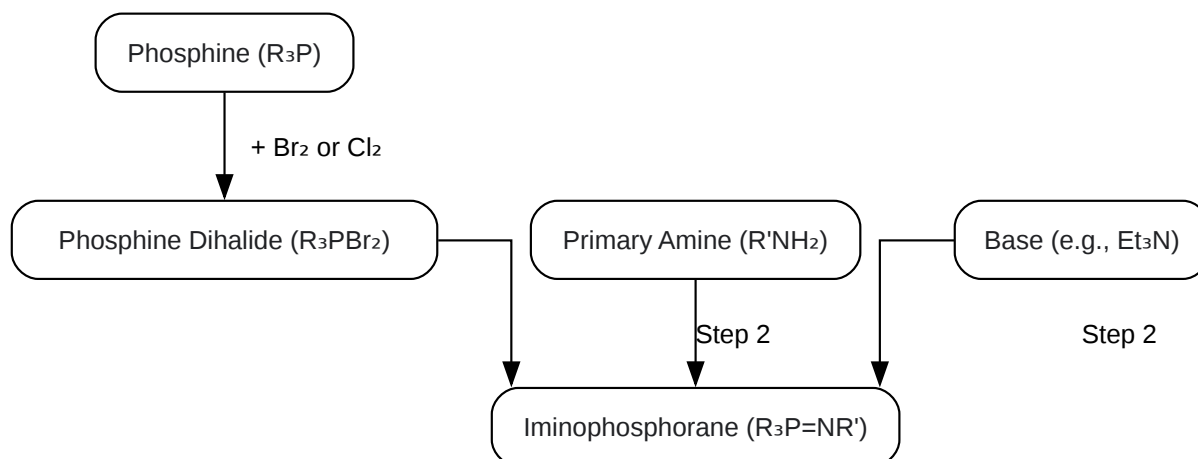 Phosphine (R₃P)
+ Br₂ or Cl₂
Phosphine Dihalide (R₃PBr₂)
Primary Amine (R'NH₂)
Base (e.g., Et₃N)
Step 2
Step 2
Iminophosphorane (R₃P=NR')